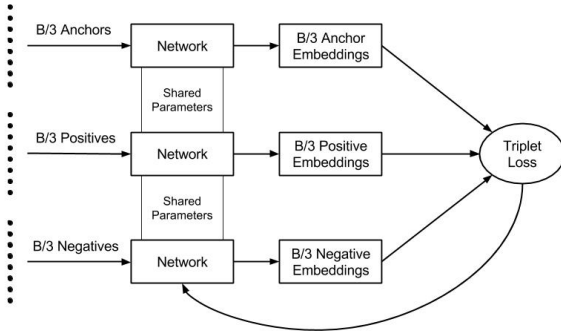 B/3 Anchors
Network
B/3 Anchor
Embeddings
Shared
Parameters
B/3 Positives
Network
B/3 Positive
Embeddings
Triplet
Loss
Shared
Parameters
B/3 Negatives
Network
B/3 Negative
Embeddings